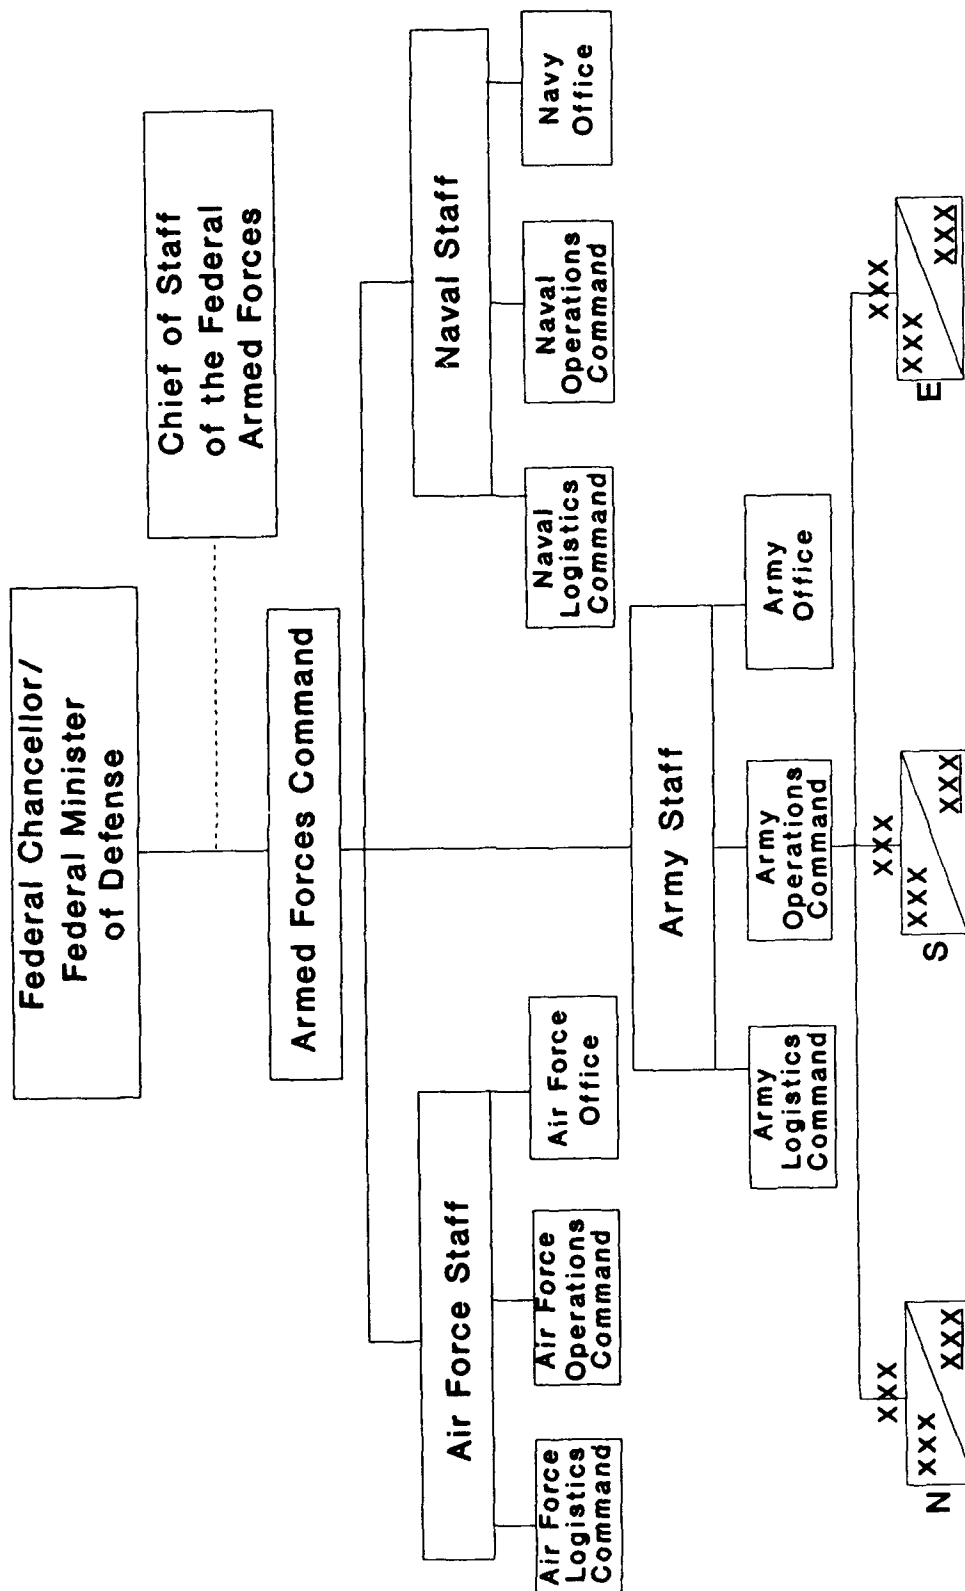 Federal Chancellor/
Federal Minister
of Defense
Chief of Staff
of the Federal
Armed Forces
Armed Forces Command
Air Force Staff
Naval Staff
Air Force
Logistics
Command
Air Force
Operations
Command
Air Force
Office
Naval
Logistics
Command
Naval
Operations
Command
Navy
Office
Army Staff
Army
Logistics
Command
Army
Operations
Command
Army
Office
XXX
XXX
XXX
N
XXX
XXX
XXX
S
XXX
XXX
XXX
E